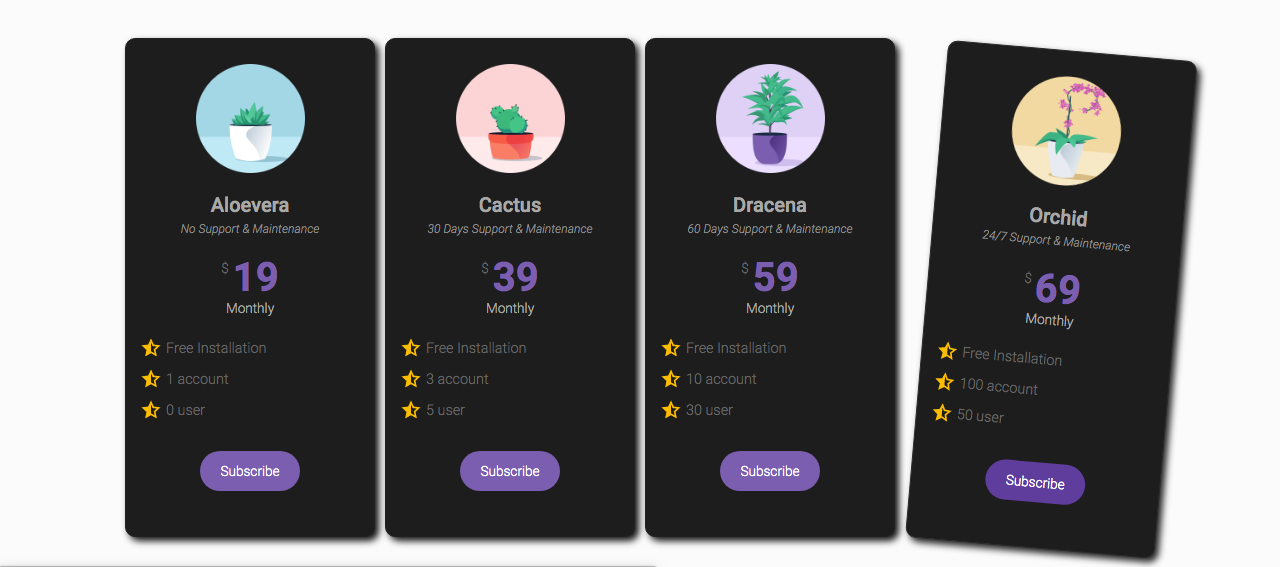 Aloevera
No Support & Maintenance
$ 19
Monthly
Free Installation
1 account
0 user
Subscribe
Cactus
30 Days Support & Maintenance
$ 39
Monthly
Free Installation
3 account
5 user
Subscribe
Dracena
60 Days Support & Maintenance
$ 59
Monthly
Free Installation
10 account
30 user
Subscribe
Orchid
24/7 Support & Maintenance
$ 69
Monthly
Free Installation
100 account
50 user
Subscribe